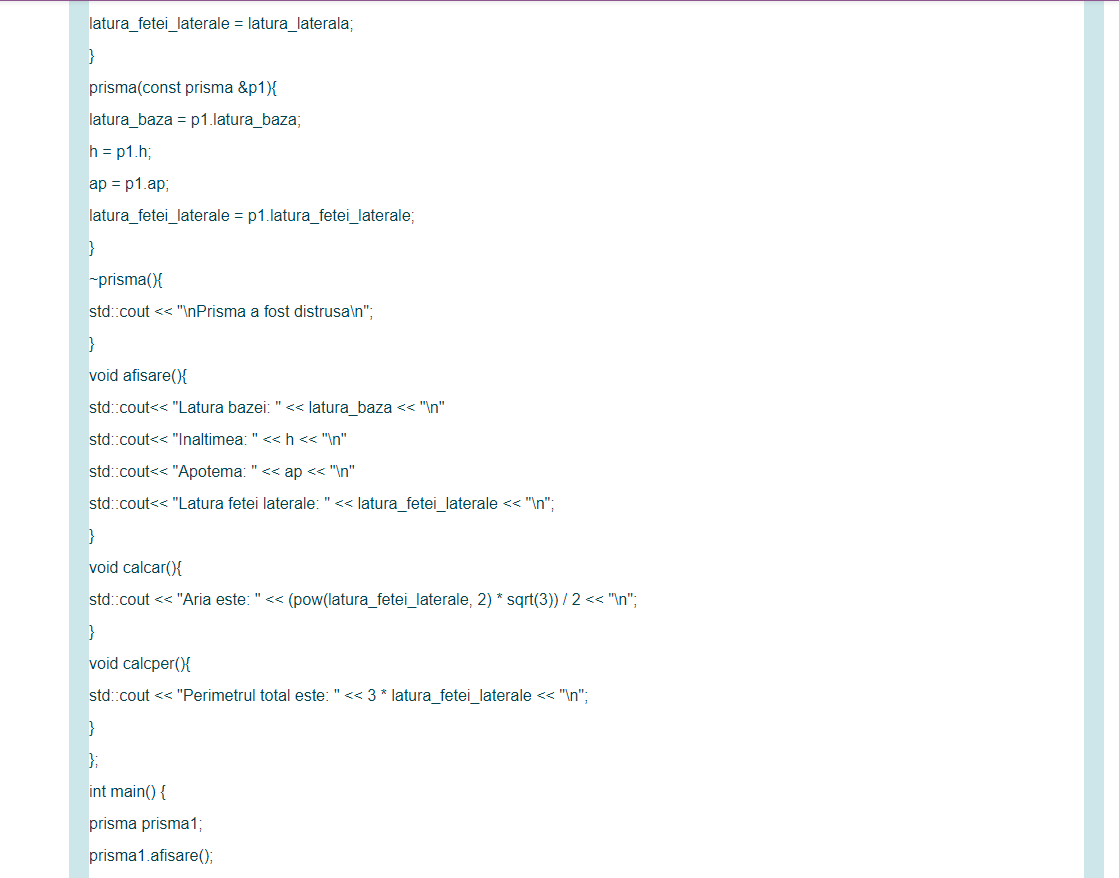 latura_fetei_laterale = latura_laterala;
}
prisma(const prisma &p1){
latura_baza = p1.latura_baza;
h = p1.h;
ap = p1.ap;
latura_fetei_laterale = p1.latura_fetei_laterale;
}
~prisma(){
std::cout << "\nPrisma a fost distrusa\n";
}
void afisare(){
std::cout<< "Latura bazei: " << latura_baza << "\n"
std::cout<< "Inaltimea: " << h << "\n"
std::cout<< "Apotema: " << ap << "\n"
std::cout<< "Latura fetei laterale: " << latura_fetei_laterale << "\n";
}
void calcar(){
std::cout << "Aria este: " << (pow(latura_fetei_laterale, 2) * sqrt(3)) / 2 << "\n";
}
void calcper(){
std::cout << "Perimetrul total este: " << 3 * latura_fetei_laterale << "\n";
}
};
int main() {
prisma prisma1;
prisma1.afisare();